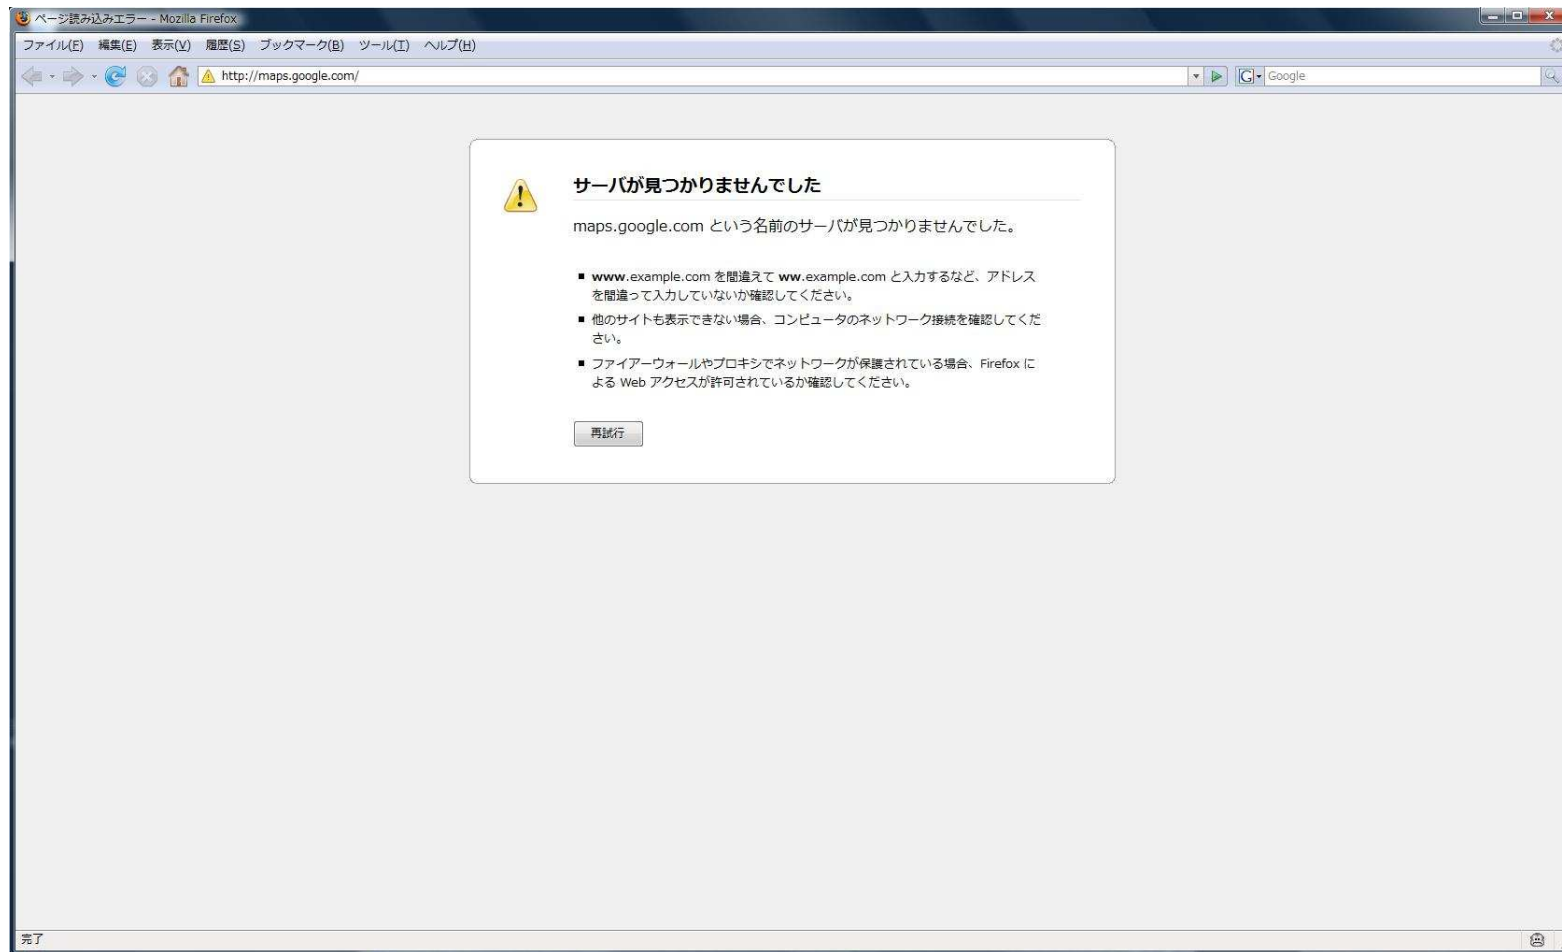 ページ読み込みエラー - Mozilla Firefox
ファイル(F) 編集(E) 表示(V) 履歴(S) ブックマーク(B) ツール(T) ヘルプ(H)
http://maps.google.com/ G Google
サーバが見つかりませんでした
maps.google.com という名前のサーバが見つかりませんでした。
www.example.com を間違えて ww.example.com と入力するなど、アドレス
を間違って入力していないか確認してください。
他のサイトも表示できない場合、コンピュータのネットワーク接続を確認してくだ
さい。
ファイアーウォールやプロキシでネットワークが保護されている場合、Firefox に
よる Web アクセスが許可されているか確認してください。
再試行
完了